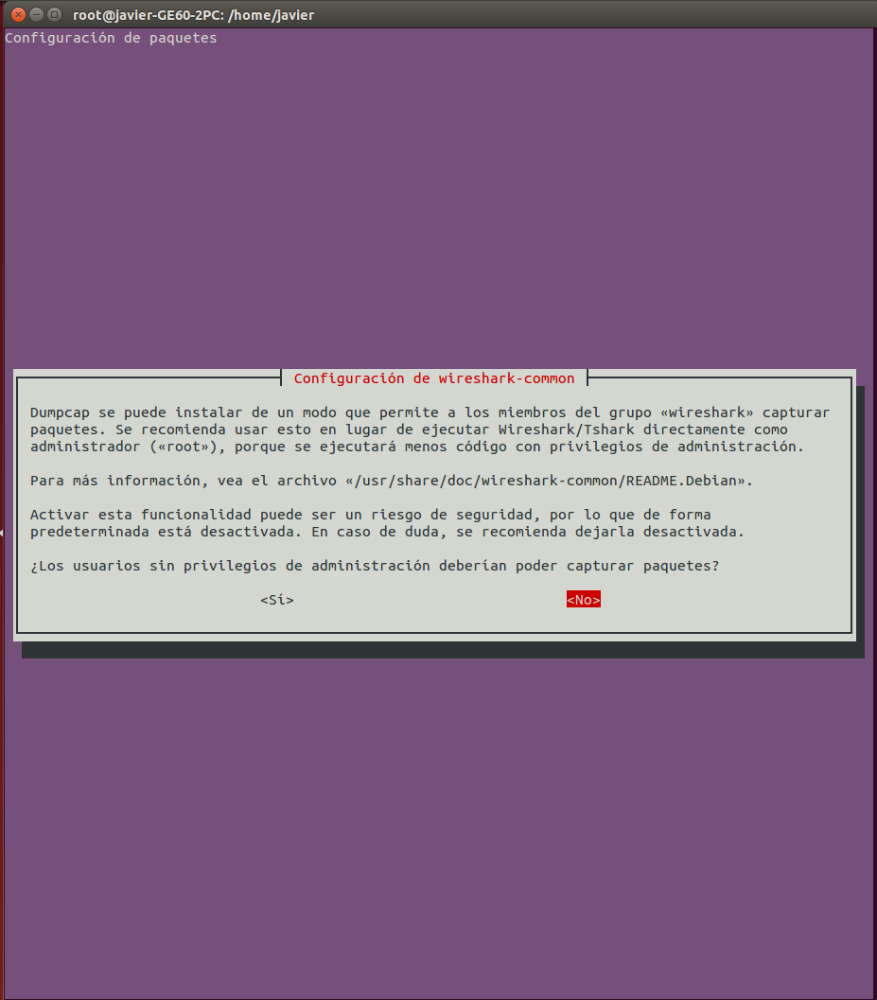 root@javier-GE60-2PC: /home/javier
Configuración de paquetes
Configuración de wireshark-common
Dumpcap se puede instalar de un modo que permite a los miembros del grupo «wireshark» capturar
paquetes. Se recomienda usar esto en lugar de ejecutar Wireshark/Tshark directamente como
administrador («root»), porque se ejecutará menos código con privilegios de administración.
Para más información, vea el archivo «/usr/share/doc/wireshark-common/README.Debian».
Activar esta funcionalidad puede ser un riesgo de seguridad, por lo que de forma
predeterminada está desactivada. En caso de duda, se recomienda dejarla desactivada.
¿Los usuarios sin privilegios de administración deberían poder capturar paquetes?
<Sí> <No>